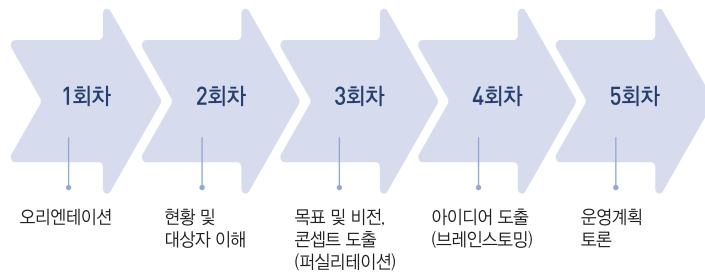 1회차
2회차
3회차
4회차
5회차
오리엔테이션
현황 및
대상자 이해
목표 및 비전,
콘셉트 도출
(퍼실리테이션)
아이디어 도출
(브레인스토밍)
운영계획
토론